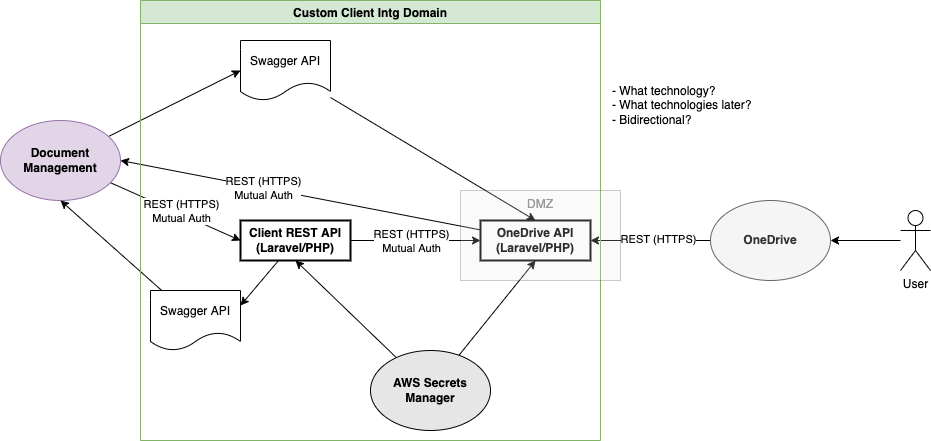 Custom Client Intg Domain
Swagger API
- What technology?
- What technologies later?
- Bidirectional?
Document
Management
REST (HTTPS)
Mutual Auth
REST (HTTPS)
Mutual Auth
DMZ
Client REST API
(Laravel/PHP)
REST (HTTPS)
Mutual Auth
OneDrive API
(Laravel/PHP)
REST (HTTPS)
OneDrive
User
Swagger API
AWS Secrets
Manager